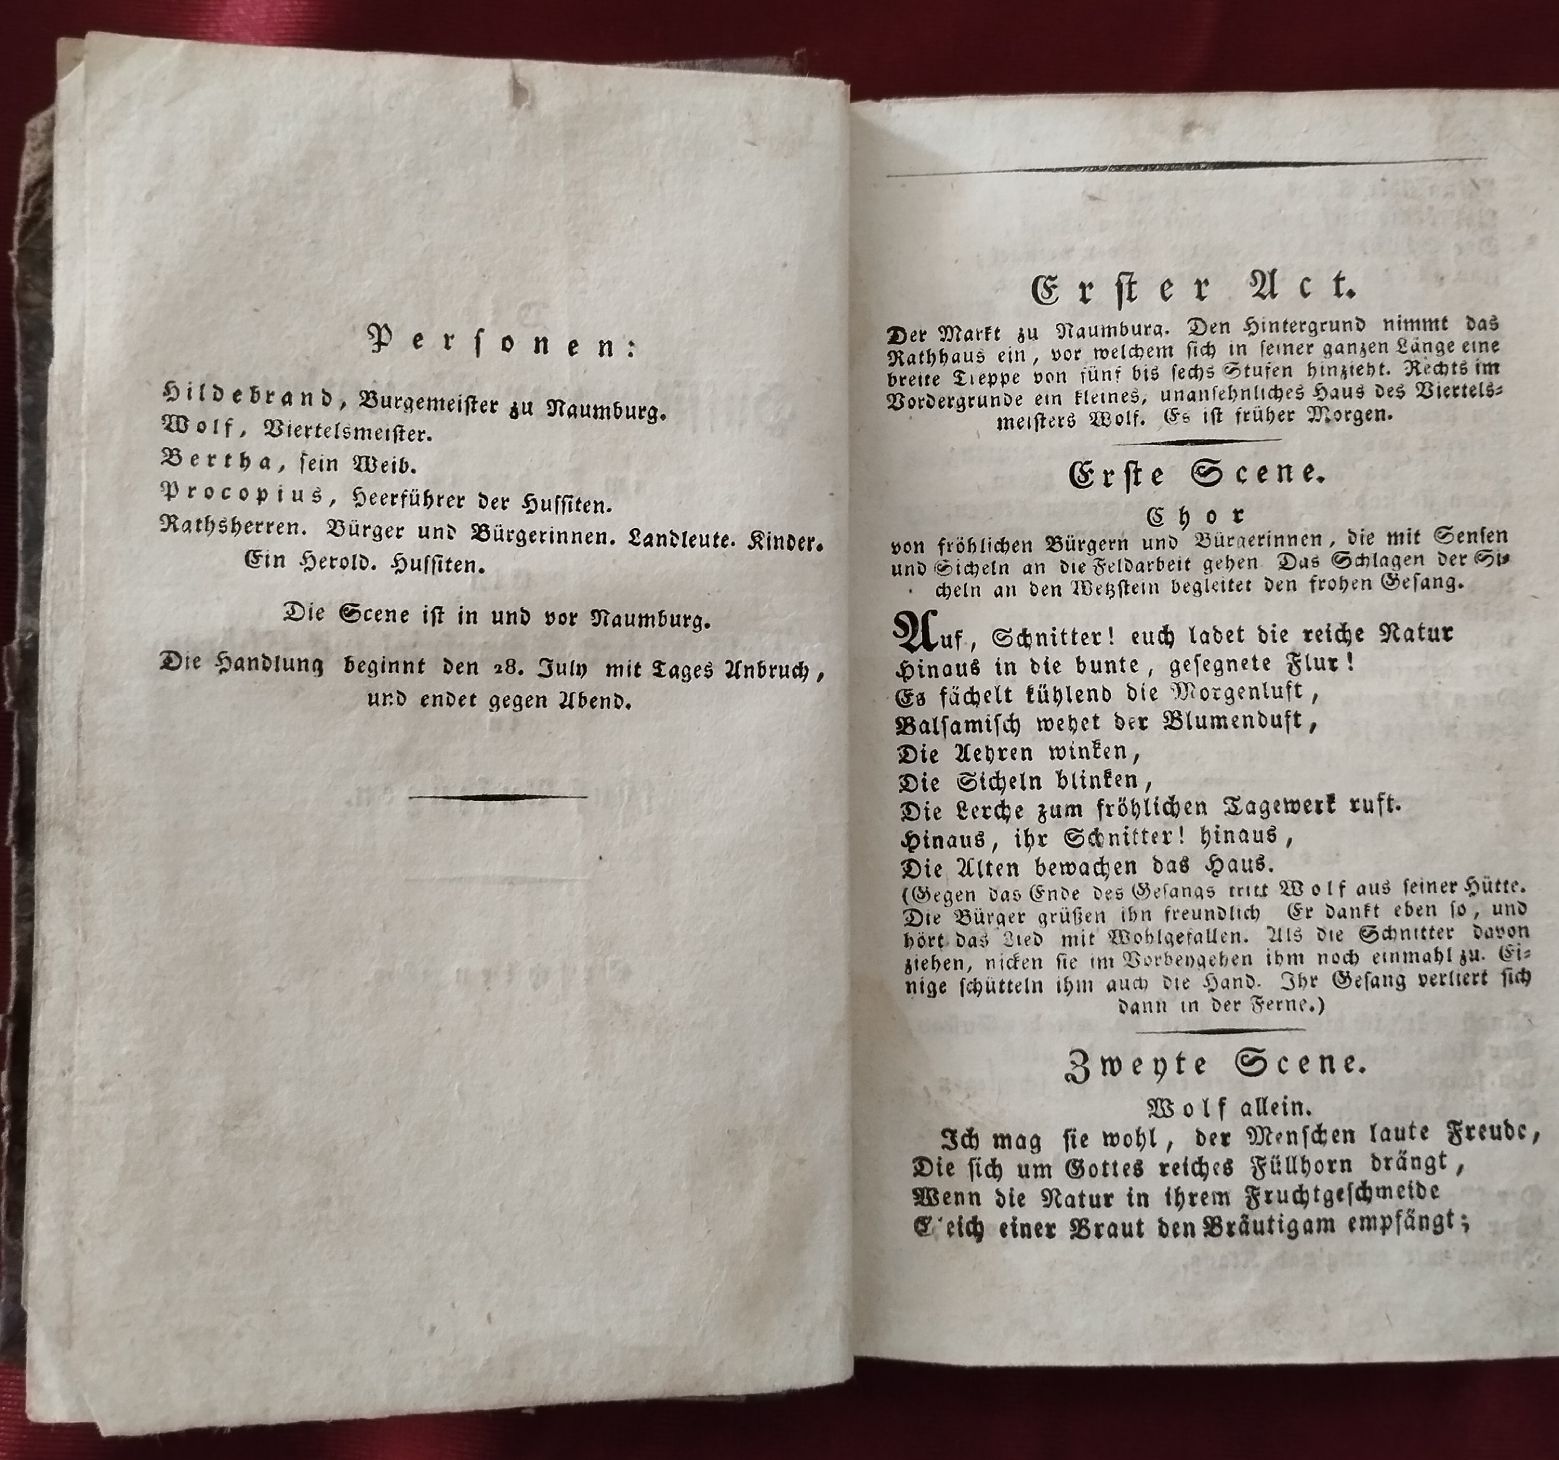 Personen:
Hildebrand, Burgemeister zu Naumburg.
Wolf, Viertelsmeister.
Bertha, sein Weib.
Procopius, Heerführer der Hussiten.
Rathsherren. Bürger und Bürgerinnen. Landleute. Kinder.
Ein Herold. Hussiten.
Die Scene ist in und vor Naumburg.
Die Handlung beginnt den 28. July mit Tages Anbruch,
und endet gegen Abend.
Erster Act.
Der Markt zu Naumburg. Den Hintergrund nimmt das
Rathhaus ein, vor welchem sich in seiner ganzen Länge eine
breite Treppe von fünf bis sechs Stufen hinzieht. Rechts im
Vordergrunde ein kleines, unansehnliches Haus des Viertels-
meisters Wolf. Es ist früher Morgen.
Erste Scene.
Chor
von fröhlichen Bürgern und Bürgerinnen, die mit Sensen
und Sicheln an die Feldarbeit gehen Das Schlagen der Si-
cheln an den Wetzstein begleitet den frohen Gesang.
Auf, Schnitter! euch ladet die reiche Natur
Hinaus in die bunte, gesegnete Flur!
Es fächelt kühlend die Morgenluft,
Balsamisch wehet der Blumenduft,
Die Aehren winken,
Die Sicheln blinken,
Die Lerche zum fröhlichen Tagewerk ruft.
Hinaus, ihr Schnitter! hinaus,
Die Alten bewachen das Haus.
(Gegen das Ende des Gesangs tritt Wolf aus seiner Hütte.
Die Bürger grüßen ihn freundlich Er dankt eben so, und
hört das Lied mit Wohlgefallen. Als die Schnitter davon
ziehen, nicken sie im Vorbeygehen ihm noch einmahl zu. Ei-
nige schütteln ihm auch die Hand. Ihr Gesang verliert sich
dann in der Ferne.)
Zweyte Scene.
Wolf allein.
Ich mag sie wohl, der Menschen laute Freude,
Die sich um Gottes reiches Füllhorn drängt,
Wenn die Natur in ihrem Fruchtgeschmeide
Gleich einer Braut den Bräutigam empfängt;